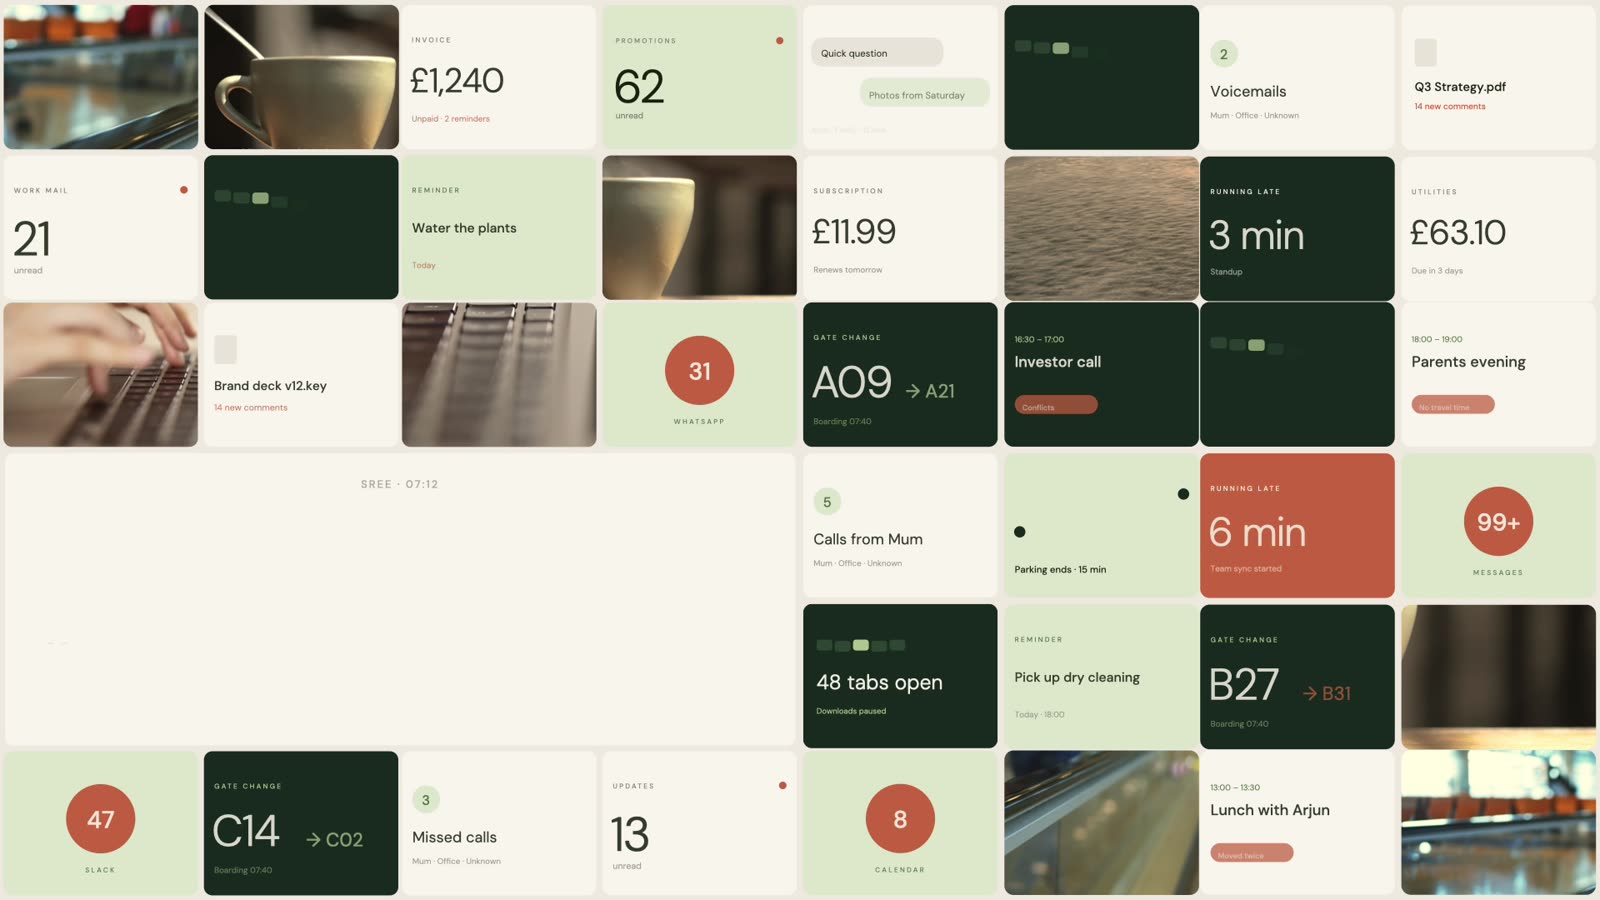 INVOICE
£1,240
Unpaid · 2 reminders
PROMOTIONS
62
unread
Quick question
Photos from Saturday
2
Voicemails
Mum · Office · Unknown
Q3 Strategy.pdf
14 new comments
WORK MAIL
21
unread
REMINDER
Water the plants
Today
SUBSCRIPTION
£11.99
Renews tomorrow
RUNNING LATE
3 min
Standup
UTILITIES
£63.10
Due in 3 days
Brand deck v12.key
14 new comments
31
WHATSAPP
GATE CHANGE
A09 → A21
Boarding 07:40
16:30 – 17:00
Investor call
Conflicts
18:00 – 19:00
Parents evening
No travel time
SREE · 07:12
5
Calls from Mum
Mum · Office · Unknown
Parking ends · 15 min
RUNNING LATE
6 min
Team sync started
99+
MESSAGES
48 tabs open
Downloads paused
REMINDER
Pick up dry cleaning
Today · 18:00
GATE CHANGE
B27 → B31
Boarding 07:40
47
SLACK
GATE CHANGE
C14 → C02
Boarding 07:40
3
Missed calls
Mum · Office · Unknown
UPDATES
13
unread
8
CALENDAR
13:00 – 13:30
Lunch with Arjun
Moved twice